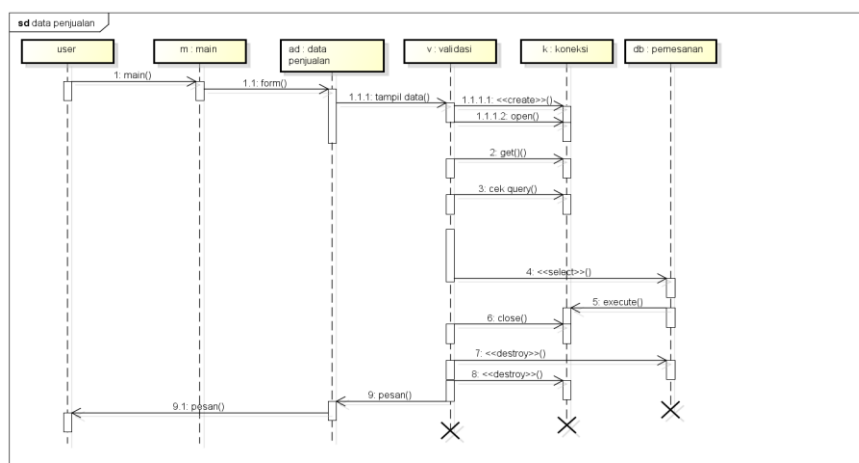 sd data penjualan
user
m : main
ad : data
penjualan
v : validasi
k : koneksi
db : pemesanan
1: main()
1.1: form()
1.1.1: tampil data()
1.1.1.1: <<create>>()
1.1.1.2: open()
2: get()()
3: cek query()
4: <<select>>()
5: execute()
6: close()
7: <<destroy>>()
8: <<destroy>>()
9: pesan()
9.1: pesan()